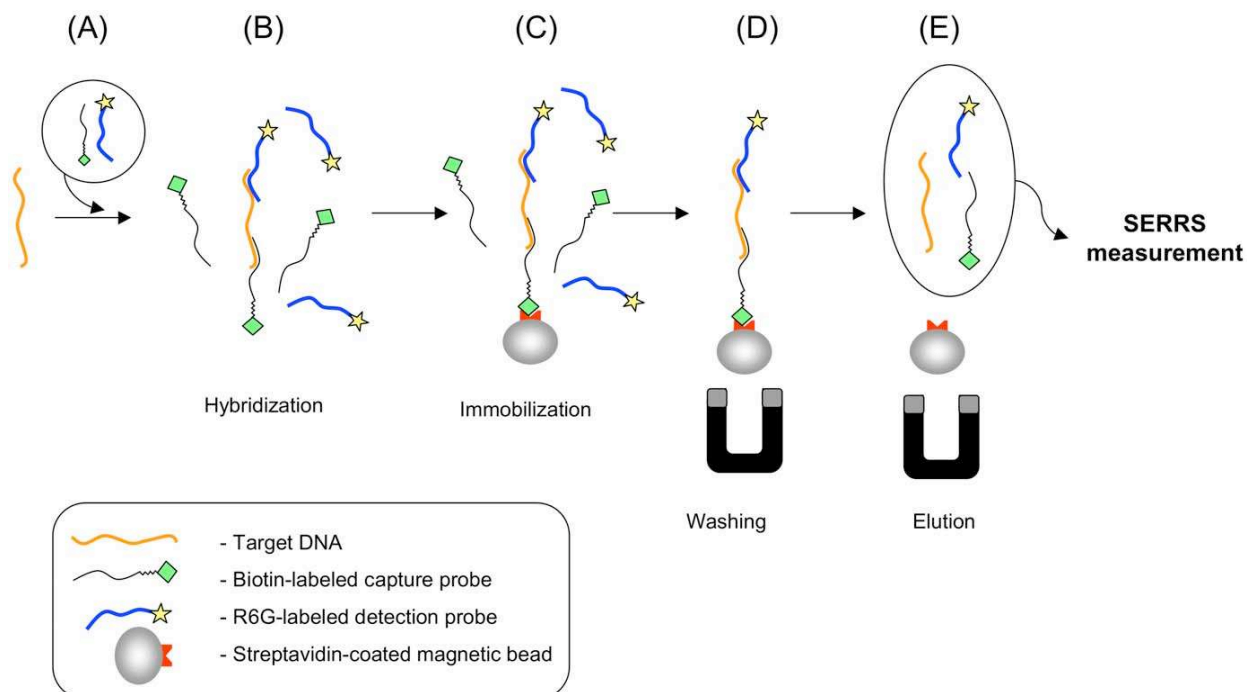 (A)
(B)
(C)
(D)
(E)
SERRS
measurement
Hybridization
Immobilization
Washing
Elution
- Target DNA
- Biotin-labeled capture probe
- R6G-labeled detection probe
- Streptavidin-coated magnetic bead